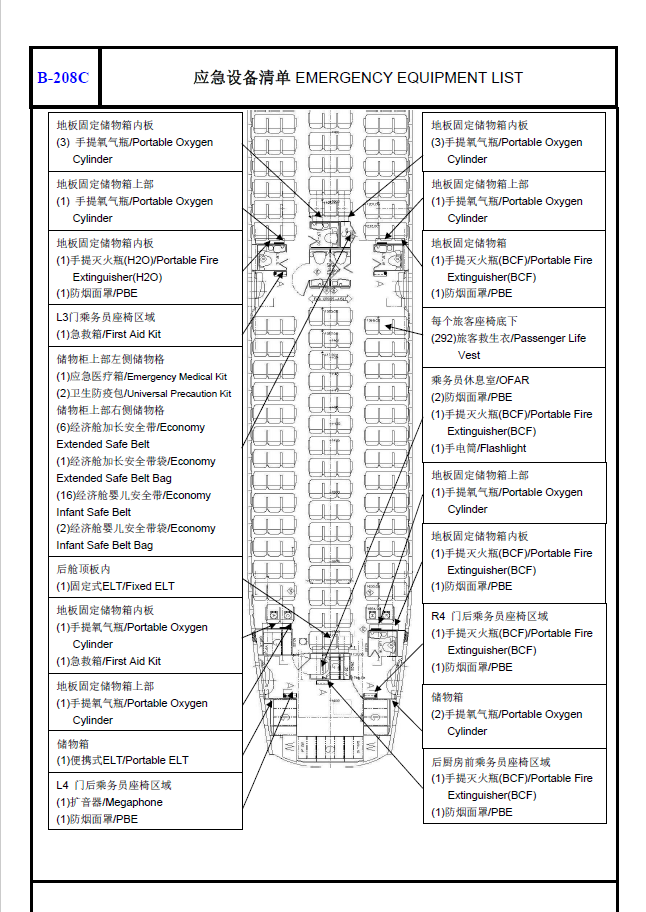 B-208C
应急设备清单 EMERGENCY EQUIPMENT LIST
地板固定储物箱内板
(3) 手提氧气瓶/Portable Oxygen
Cylinder
地板固定储物箱上部
(1) 手提氧气瓶/Portable Oxygen
Cylinder
地板固定储物箱内板
(1)手提灭火瓶(H2O)/Portable Fire
Extinguisher(H2O)
(1)防烟面罩/PBE
L3门乘务员座椅区域
(1)急救箱/First Aid Kit
储物柜上部左侧储物格
(1)应急医疗箱/Emergency Medical Kit
(2)卫生防疫包/Universal Precaution Kit
储物柜上部右侧储物格
(6)经济舱加长安全带/Economy
Extended Safe Belt
(1)经济舱加长安全带袋/Economy
Extended Safe Belt Bag
(16)经济舱婴儿安全带/Economy
Infant Safe Belt
(2)经济舱婴儿安全带袋/Economy
Infant Safe Belt Bag
后舱顶板内
(1)固定式ELT/Fixed ELT
地板固定储物箱内板
(1)手提氧气瓶/Portable Oxygen
Cylinder
(1)急救箱/First Aid Kit
地板固定储物箱上部
(1)手提氧气瓶/Portable Oxygen
Cylinder
储物箱
(1)便携式ELT/Portable ELT
L4 门后乘务员座椅区域
(1)扩音器/Megaphone
(1)防烟面罩/PBE
地板固定储物箱内板
(3)手提氧气瓶/Portable Oxygen
Cylinder
地板固定储物箱上部
(1)手提氧气瓶/Portable Oxygen
Cylinder
地板固定储物箱
(1)手提灭火瓶(BCF)/Portable Fire
Extinguisher(BCF)
(1)防烟面罩/PBE
每个旅客座椅底下
(292)旅客救生衣/Passenger Life
Vest
乘务员休息室/OFAR
(2)防烟面罩/PBE
(1)手提灭火瓶(BCF)/Portable Fire
Extinguisher(BCF)
(1)手电筒/Flashlight
地板固定储物箱上部
(1)手提氧气瓶/Portable Oxygen
Cylinder
地板固定储物箱内板
(1)手提灭火瓶(BCF)/Portable Fire
Extinguisher(BCF)
(1)防烟面罩/PBE
R4 门后乘务员座椅区域
(1)手提灭火瓶(BCF)/Portable Fire
Extinguisher(BCF)
(1)防烟面罩/PBE
储物箱
(2)手提氧气瓶/Portable Oxygen
Cylinder
后厨房前乘务员座椅区域
(1)手提灭火瓶(BCF)/Portable Fire
Extinguisher(BCF)
(1)防烟面罩/PBE